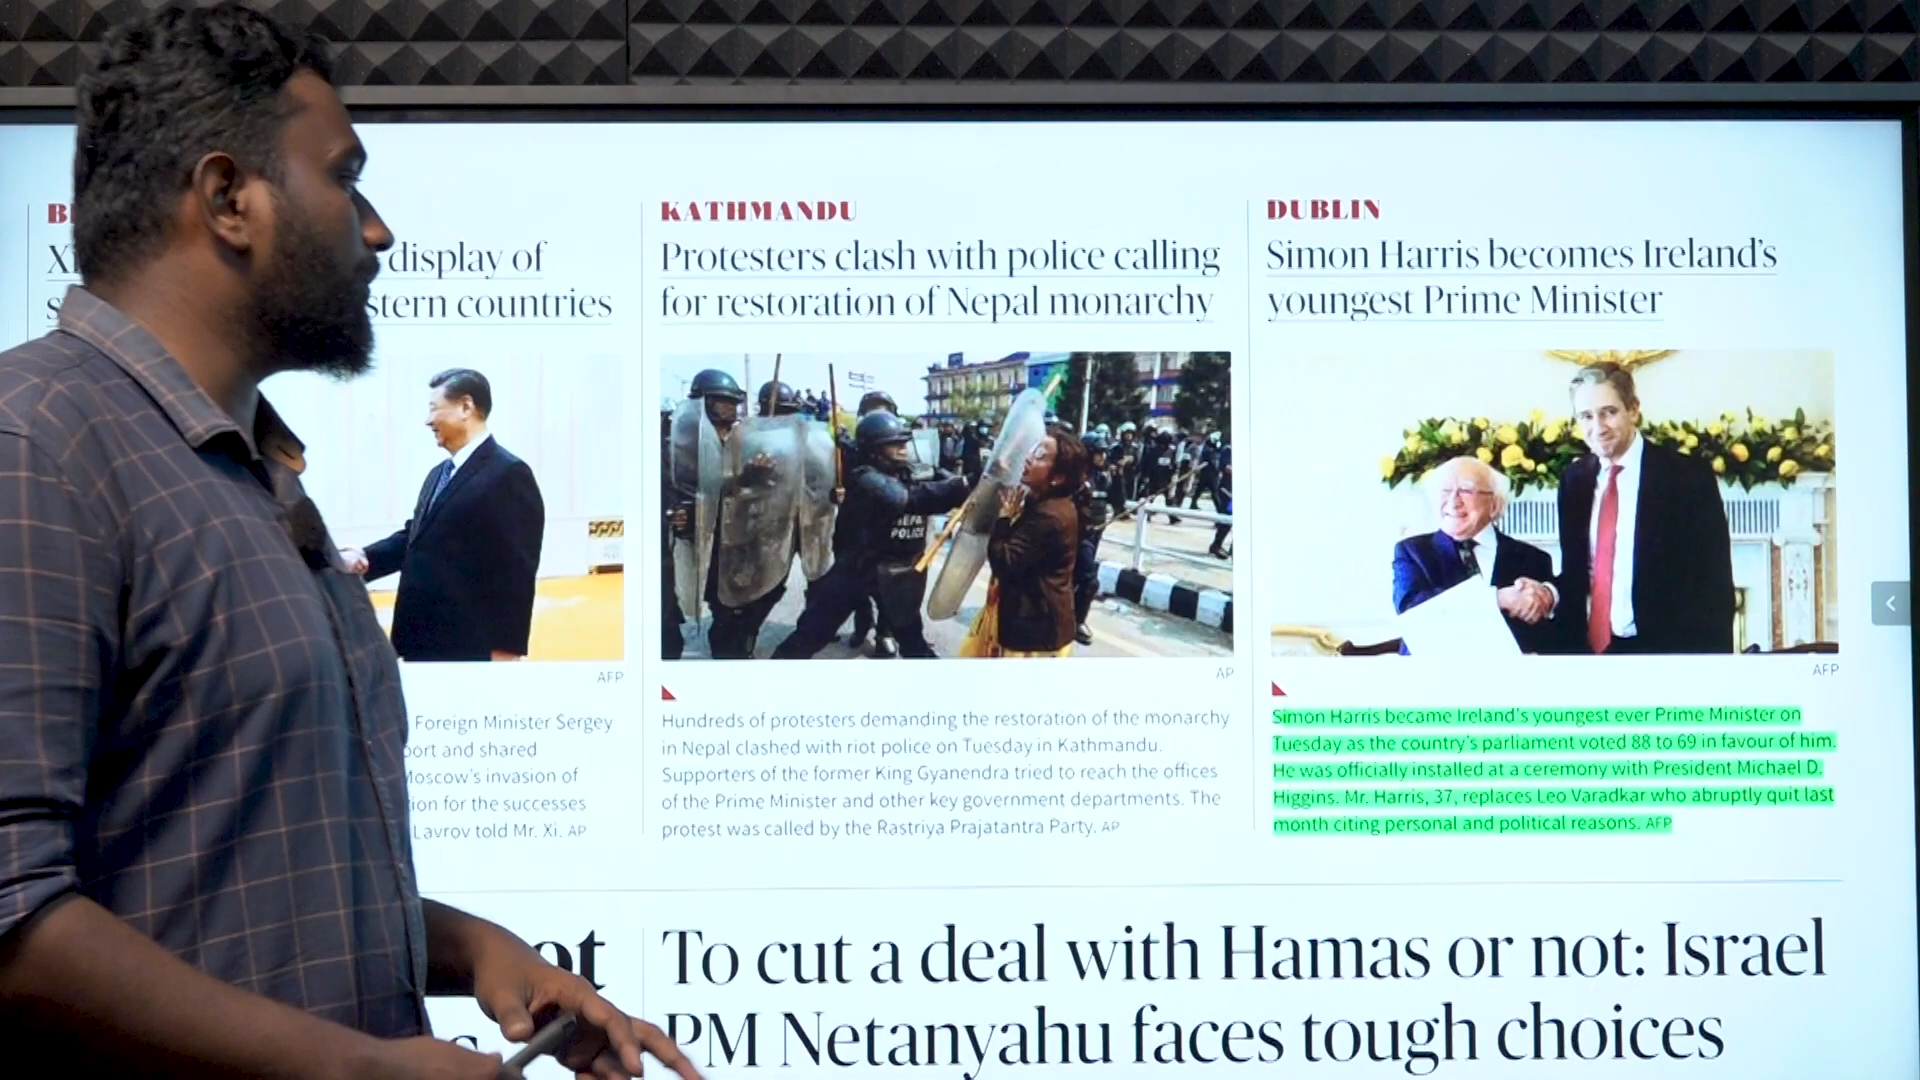 display of
stern countries
AFP
Foreign Minister Sergey
port and shared
Moscow's invasion of
ion for the successes
Lavrov told Mr. Xi. AP
KATHMANDU
Protesters clash with police calling
for restoration of Nepal monarchy
POLICE
AP
Hundreds of protesters demanding the restoration of the monarchy
in Nepal clashed with riot police on Tuesday in Kathmandu.
Supporters of the former King Gyanendra tried to reach the offices
of the Prime Minister and other key government departments. The
protest was called by the Rastriya Prajatantra Party. AP
DUBLIN
Simon Harris becomes Ireland's
youngest Prime Minister
AFP
Simon Harris became Ireland's youngest ever Prime Minister on
Tuesday as the country's parliament voted 88 to 69 in favour of him.
He was officially installed at a ceremony with President Michael D.
Higgins. Mr. Harris, 37, replaces Leo Varadkar who abruptly quit last
month citing personal and political reasons. AFP
ot
To cut a deal with Hamas or not: Israel
PM Netanyahu faces tough choices